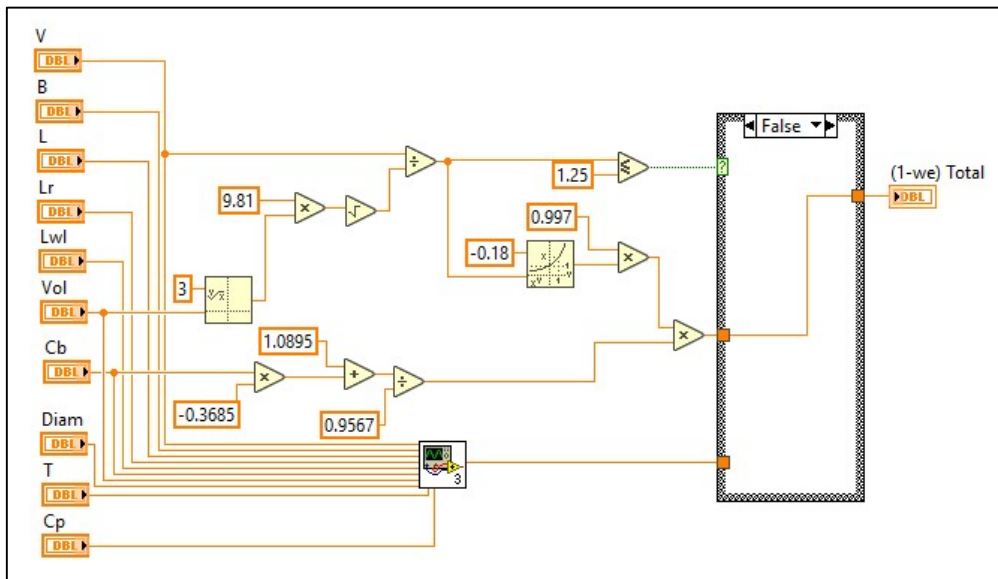 V
DBL
B
DBL
L
DBL
Lr
DBL
Lwl
DBL
Vol
DBL
Cb
DBL
Diam
DBL
T
DBL
Cp
DBL
9.81
×
√
÷
3
y√x
1.0895
×
-0.3685
+
÷
0.9567
-0.18
0.997
×
×
1.25
≤
False
?
3
(1-we) Total
DBL